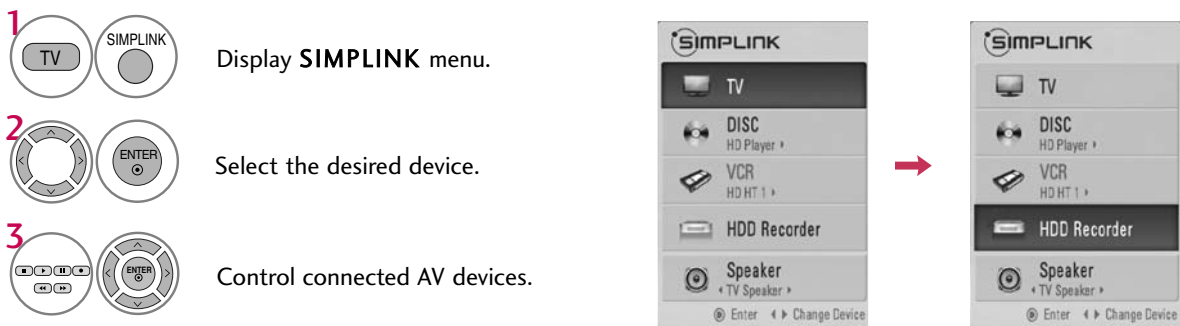 1
TV
SIMPLINK
Display SIMPLINK menu.
2
ENTER
Select the desired device.
3
ENTER
Control connected AV devices.
SIMPLINK
TV
DISC
HD Player
VCR
HD HT 1
HDD Recorder
Speaker
TV Speaker
Enter Change Device
SIMPLINK
TV
DISC
HD Player
VCR
HD HT 1
HDD Recorder
Speaker
TV Speaker
Enter Change Device